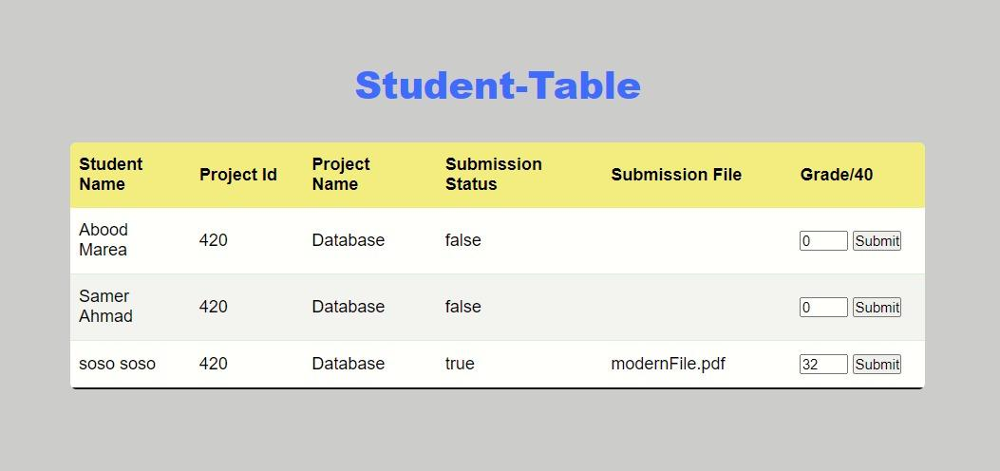 Student-Table
Student Name Project Id Project Name Submission Status Submission File Grade/40
Abood Marea 420 Database false 0 Submit
Samer Ahmad 420 Database false 0 Submit
soso soso 420 Database true modernFile.pdf 32 Submit